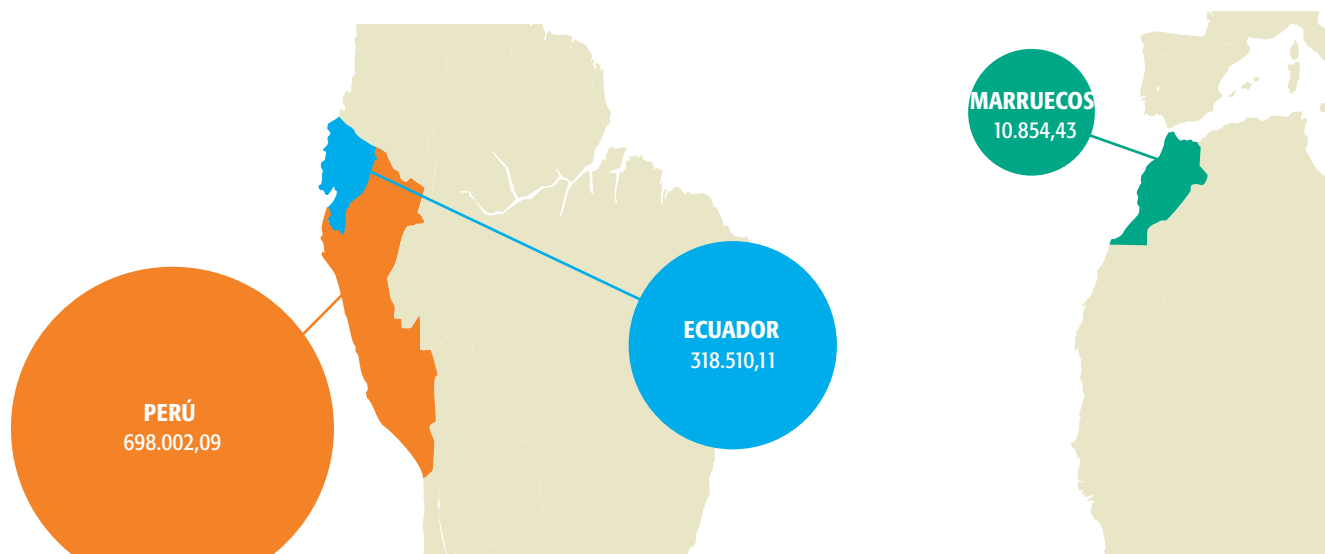 MARRUECOS
10.854,43
ECUADOR
318.510,11
PERÚ
698.002,09